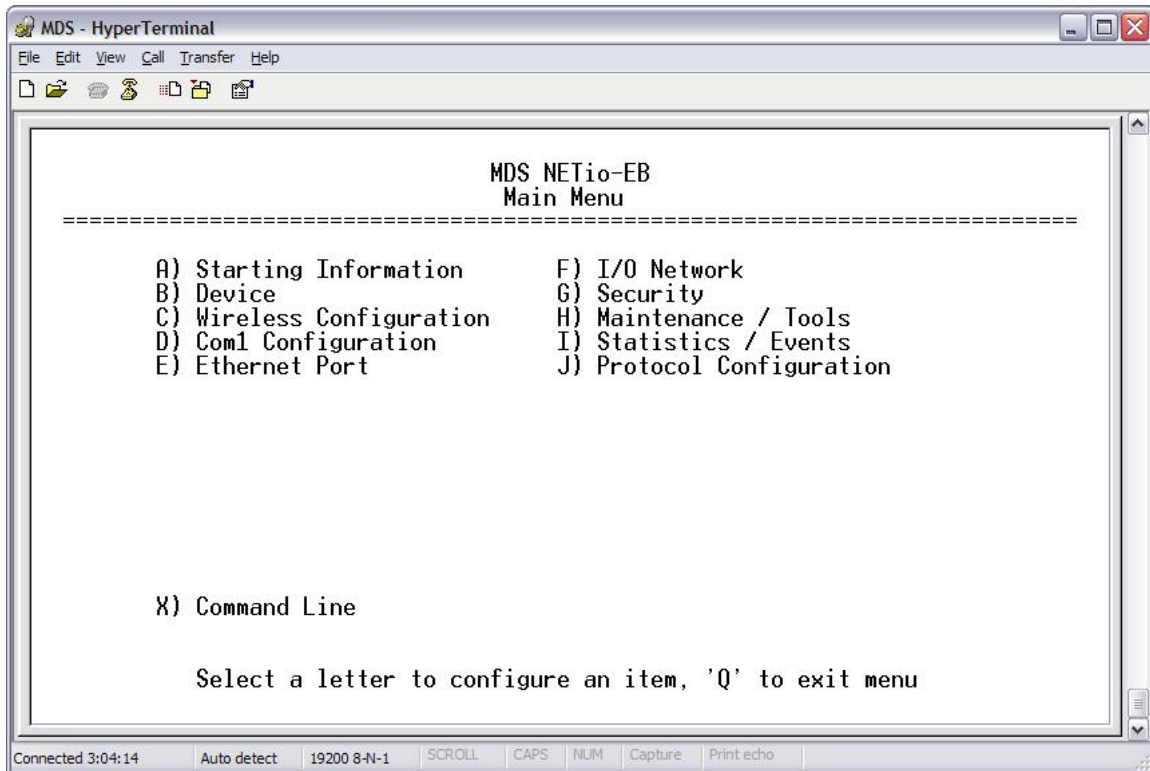 MDS - HyperTerminal
File Edit View Call Transfer Help
MDS NETio-EB
Main Menu
============================================================================
A) Starting Information F) I/O Network
B) Device G) Security
C) Wireless Configuration H) Maintenance / Tools
D) Com1 Configuration I) Statistics / Events
E) Ethernet Port J) Protocol Configuration
X) Command Line
Select a letter to configure an item, 'Q' to exit menu
Connected 3:04:14 Auto detect 19200 8-N-1 SCROLL CAPS NUM Capture Print echo